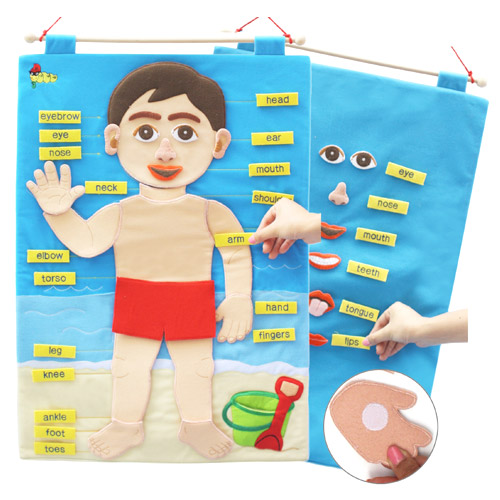 head
eyebrow
eye
ear
nose
mouth
neck
shoulder
arm
elbow
torso
hand
fingers
leg
knee
ankle
foot
toes
eye
nose
mouth
teeth
tongue
lips